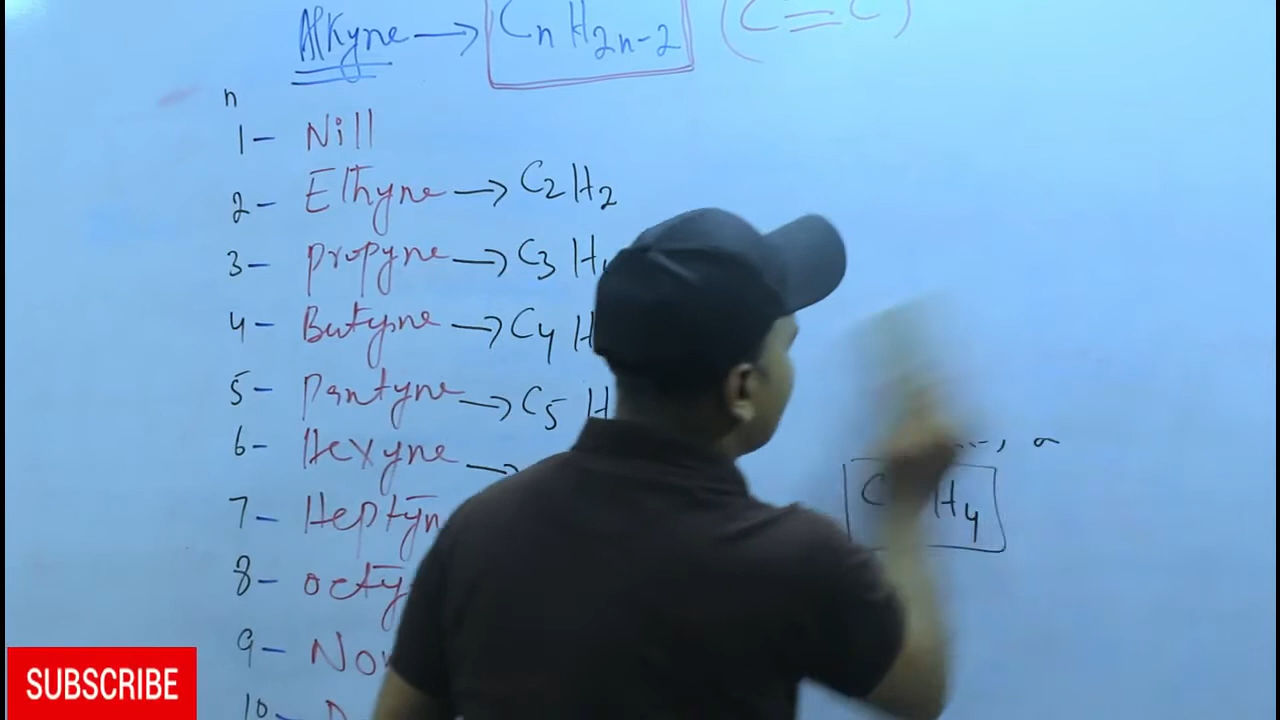 Alkyne → CnH2n-2 (C=C)
n
1- Nill
2- Ethyne → C2H2
3- Propyne → C3 H
4- Butyne → C4 H
5- Pantyne → C5 H
6- Hexyne →
7- Heptyn
8- octy
9- No
10-
C H4
SUBSCRIBE